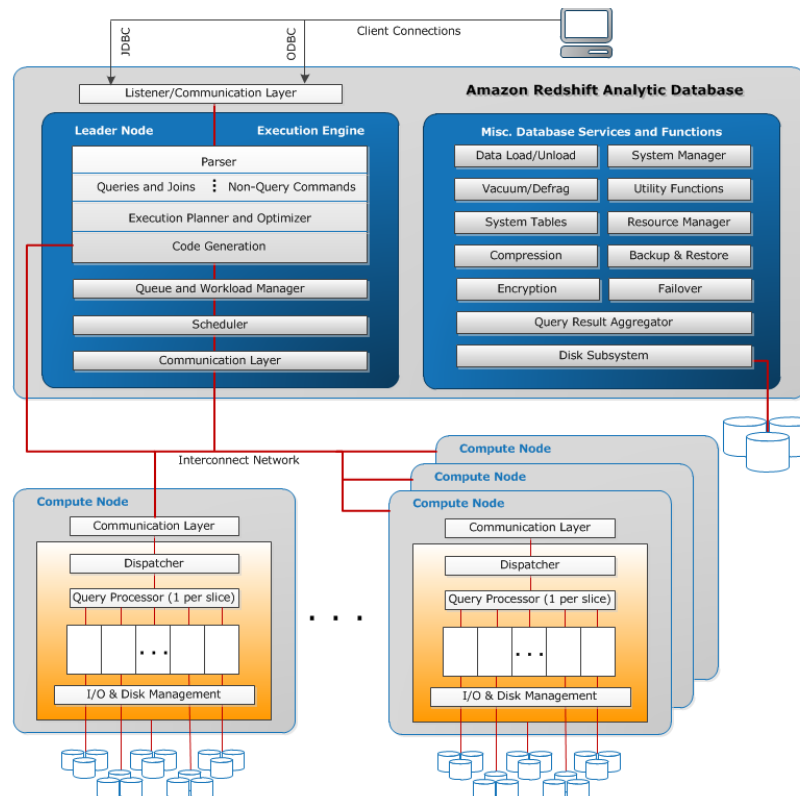 Client Connections
JDBC
ODBC
Listener/Communication Layer
Amazon Redshift Analytic Database
Leader Node
Execution Engine
Parser
Queries and Joins
Non-Query Commands
Execution Planner and Optimizer
Code Generation
Queue and Workload Manager
Scheduler
Communication Layer
Misc. Database Services and Functions
Data Load/Unload
System Manager
Vacuum/Defrag
Utility Functions
System Tables
Resource Manager
Compression
Backup & Restore
Encryption
Failover
Query Result Aggregator
Disk Subsystem
Interconnect Network
Compute Node
Communication Layer
Dispatcher
Query Processor (1 per slice)
...
I/O & Disk Management
. . .
Compute Node
Compute Node
Compute Node
Communication Layer
Dispatcher
Query Processor (1 per slice)
...
I/O & Disk Management